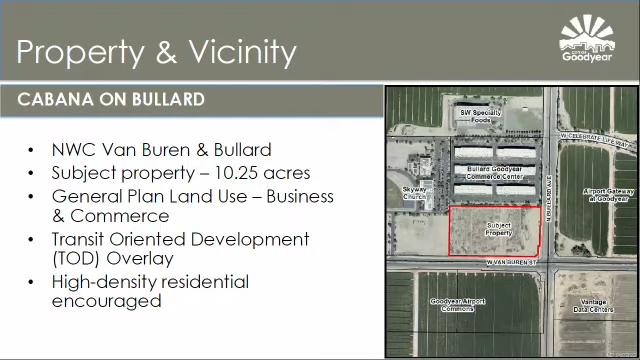 Property & Vicinity
CITY OF
Goodyear
CABANA ON BULLARD
• NWC Van Buren & Bullard
• Subject property – 10.25 acres
• General Plan Land Use – Business
& Commerce
• Transit Oriented Development
(TOD) Overlay
• High-density residential
encouraged
SW Specialty
Foods
W CELEBRATE LIFE WAY
Bullard Goodyear
Commerce Center
Skyway
Church
N BULLARD AVE
Airport Gateway
at Goodyear
Subject
Property
W VAN BUREN ST
Goodyear Airport
Commons
Vantage
Data Centers